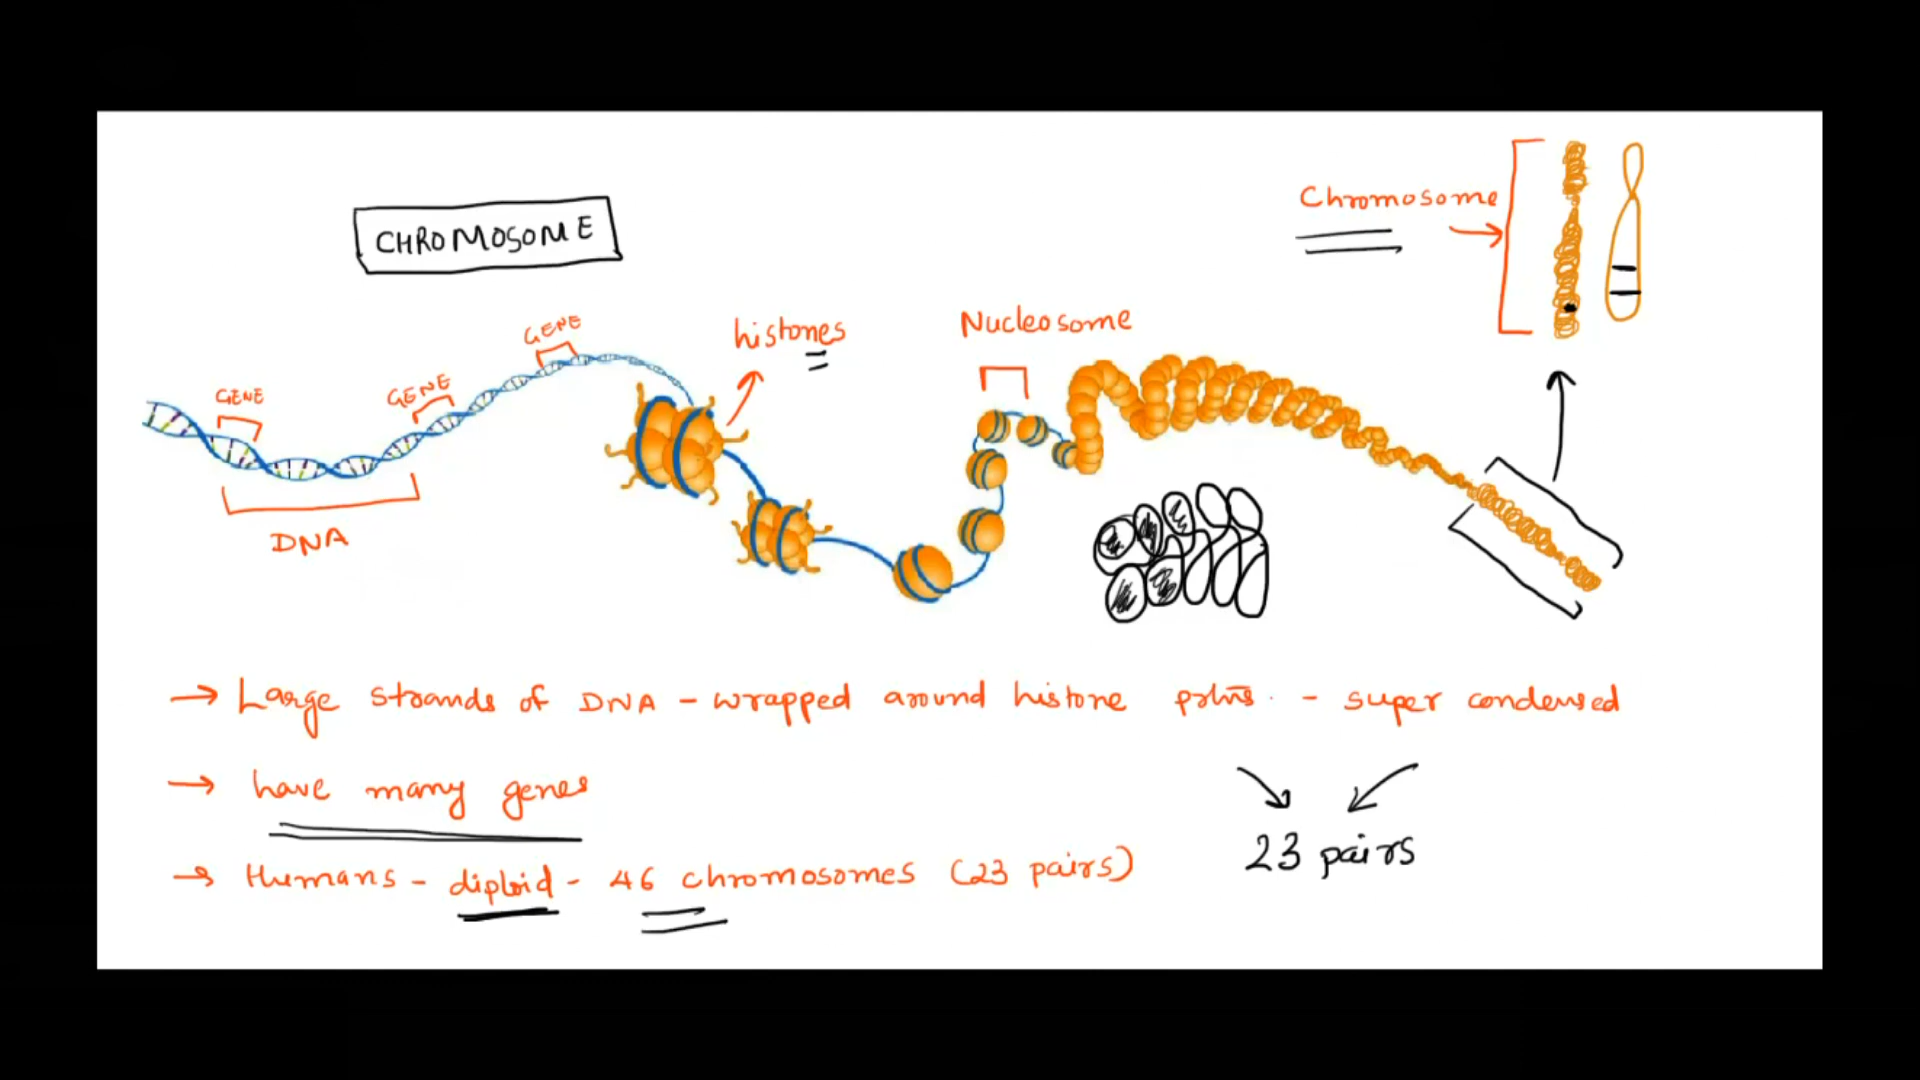 Chromosome
CHROMOSOME
GENE
histones
Nucleosome
GENE
GENE
DNA
→ Large strands of DNA - wrapped around histone - super condensed
→ have many genes
23 pairs
→ Humans - diploid - 46 chromosomes (23 pairs)